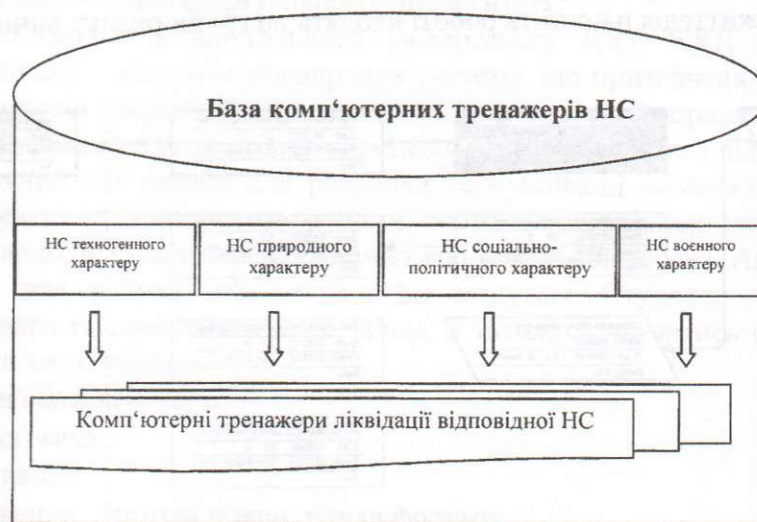 База комп‘ютерних тренажерів НС
НС техногенного
характеру
НС природного
характеру
НС соціально-
політичного характеру
НС воєнного
характеру
Комп‘ютерні тренажери ліквідації відповідної НС